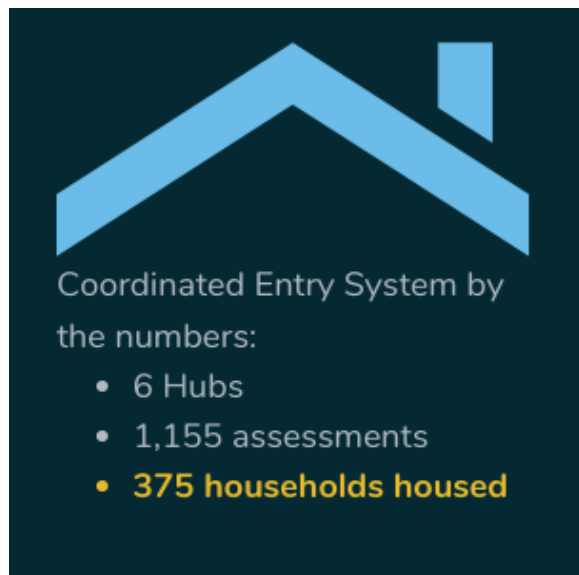 Coordinated Entry System by
the numbers:
• 6 Hubs
• 1,155 assessments
• 375 households housed